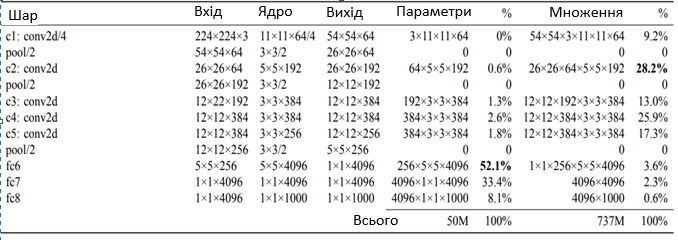 Шар Вхід Ядро Вихід Параметри % Множення %
c1: conv2d/4 224×224×3 11×11×64/4 54×54×64 3×11×11×64 0% 54×54×3×11×11×64 9.2%
pool/2 54×54×64 3×3/2 26×26×64 0 0 0 0
c2: conv2d 26×26×64 5×5×192 26×26×192 64×5×5×192 0.6% 26×26×64×5×5×192 28.2%
pool/2 26×26×192 3×3/2 12×12×192 0 0 0 0
c3: conv2d 12×22×192 3×3×384 12×12×384 192×3×3×384 1.3% 12×12×192×3×3×384 13.0%
c4: conv2d 12×12×384 3×3×384 12×12×384 384×3×3×384 2.6% 12×12×384×3×3×384 25.9%
c5: conv2d 12×12×384 3×3×256 12×12×256 384×3×3×384 1.8% 12×12×384×3×3×384 17.3%
pool/2 12×12×256 3×3/2 5×5×256 0 0 0 0
fc6 5×5×256 5×5×4096 1×1×4096 256×5×5×4096 52.1% 1×1×256×5×5×4096 3.6%
fc7 1×1×4096 1×1×4096 1×1×4096 4096×1×1×4096 33.4% 4096×4096 2.3%
fc8 1×1×4096 1×1×1000 1×1×1000 4096×1×1×1000 8.1% 4096×1000 0.6%
Всього 50M 100% 737M 100%